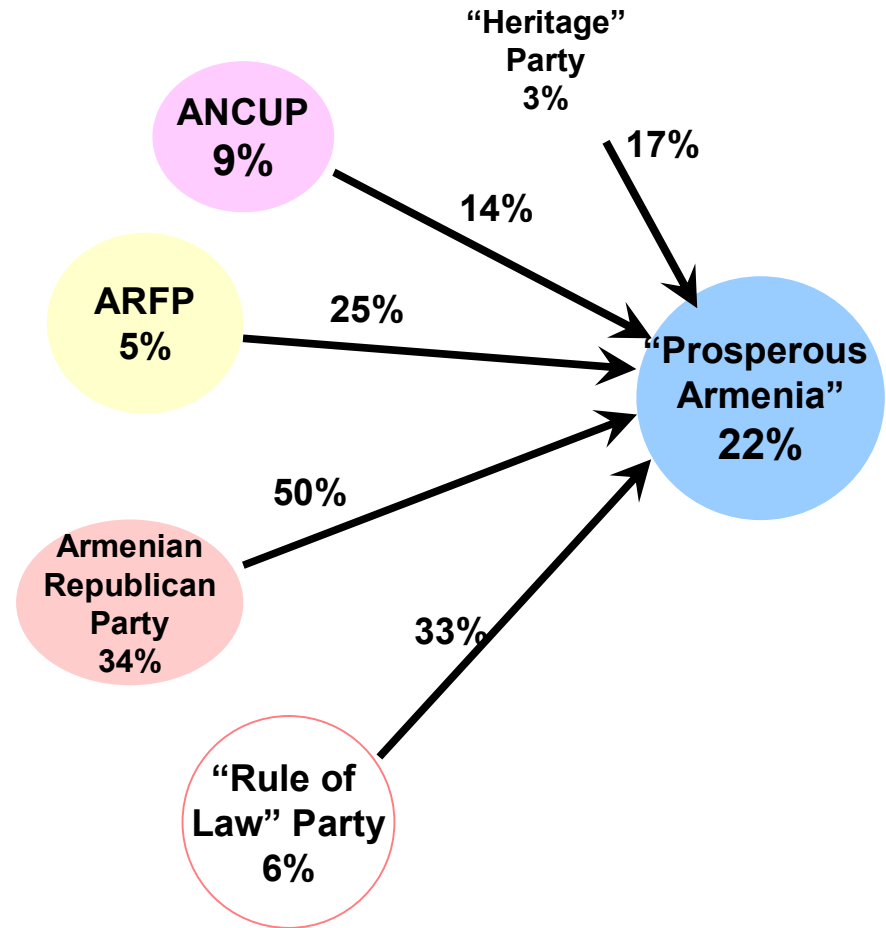 “Heritage”
Party
3%
ANCUP
9%
17%
14%
ARFP
5%
25%
“Prosperous
Armenia”
22%
50%
Armenian
Republican
Party
34%
33%
“Rule of
Law” Party
6%